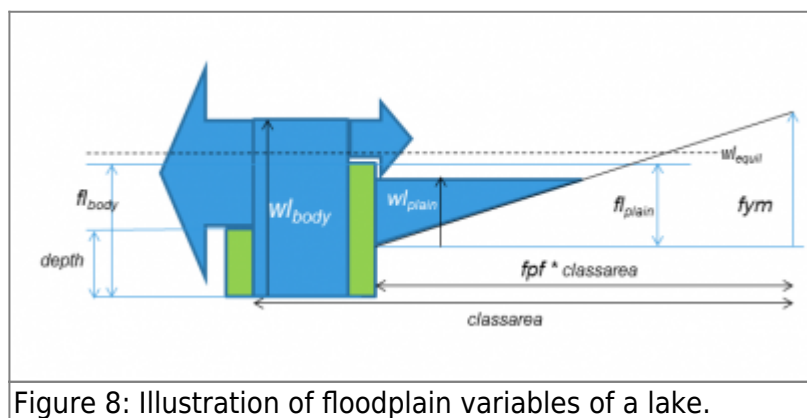 wl_equil
fl_body
wl_body
wl_plain
fl_plain
fym
depth
fpf * classarea
classarea
Figure 8: Illustration of floodplain variables of a lake.